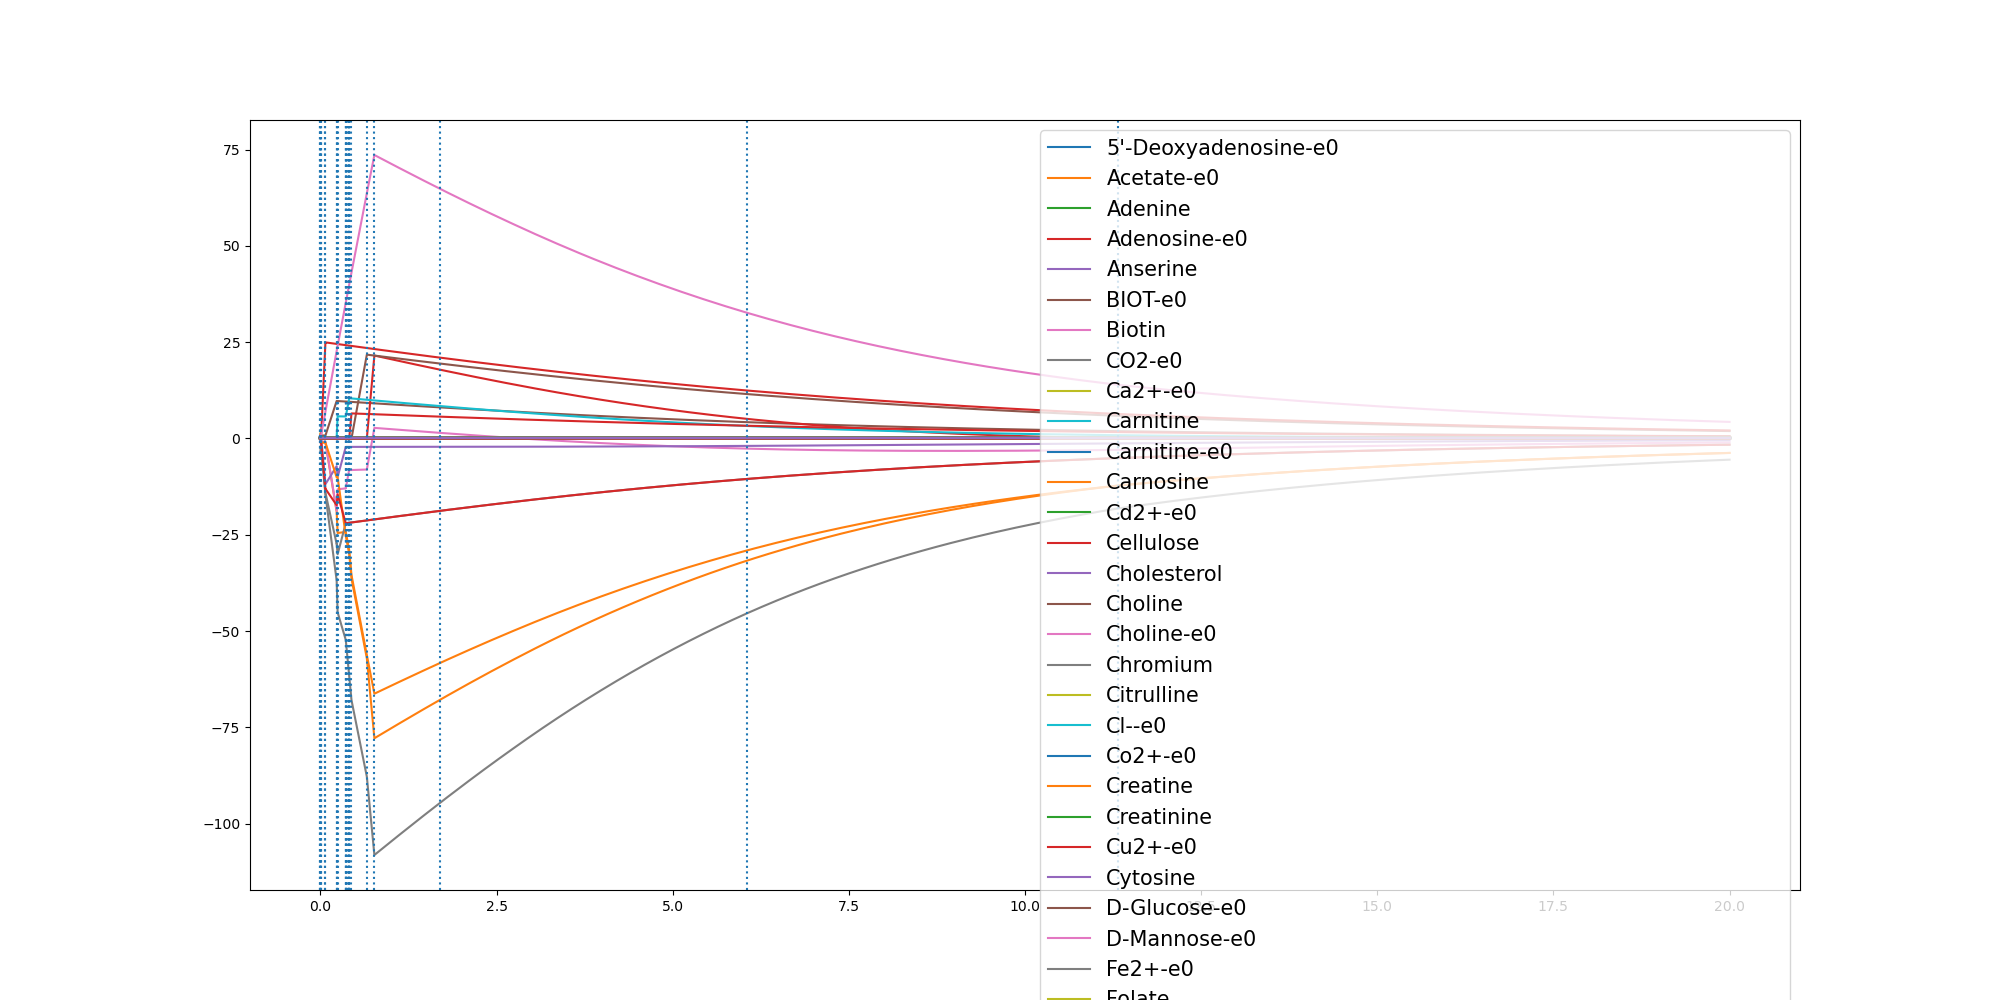 75
50
25
0
−25
−50
−75
−100
0.0
2.5
5.0
7.5
10.0
15.0
17.5
20.0
5'-Deoxyadenosine-e0
Acetate-e0
Adenine
Adenosine-e0
Anserine
BIOT-e0
Biotin
CO2-e0
Ca2+-e0
Carnitine
Carnitine-e0
Carnosine
Cd2+-e0
Cellulose
Cholesterol
Choline
Choline-e0
Chromium
Citrulline
Cl--e0
Co2+-e0
Creatine
Creatinine
Cu2+-e0
Cytosine
D-Glucose-e0
D-Mannose-e0
Fe2+-e0
Folate